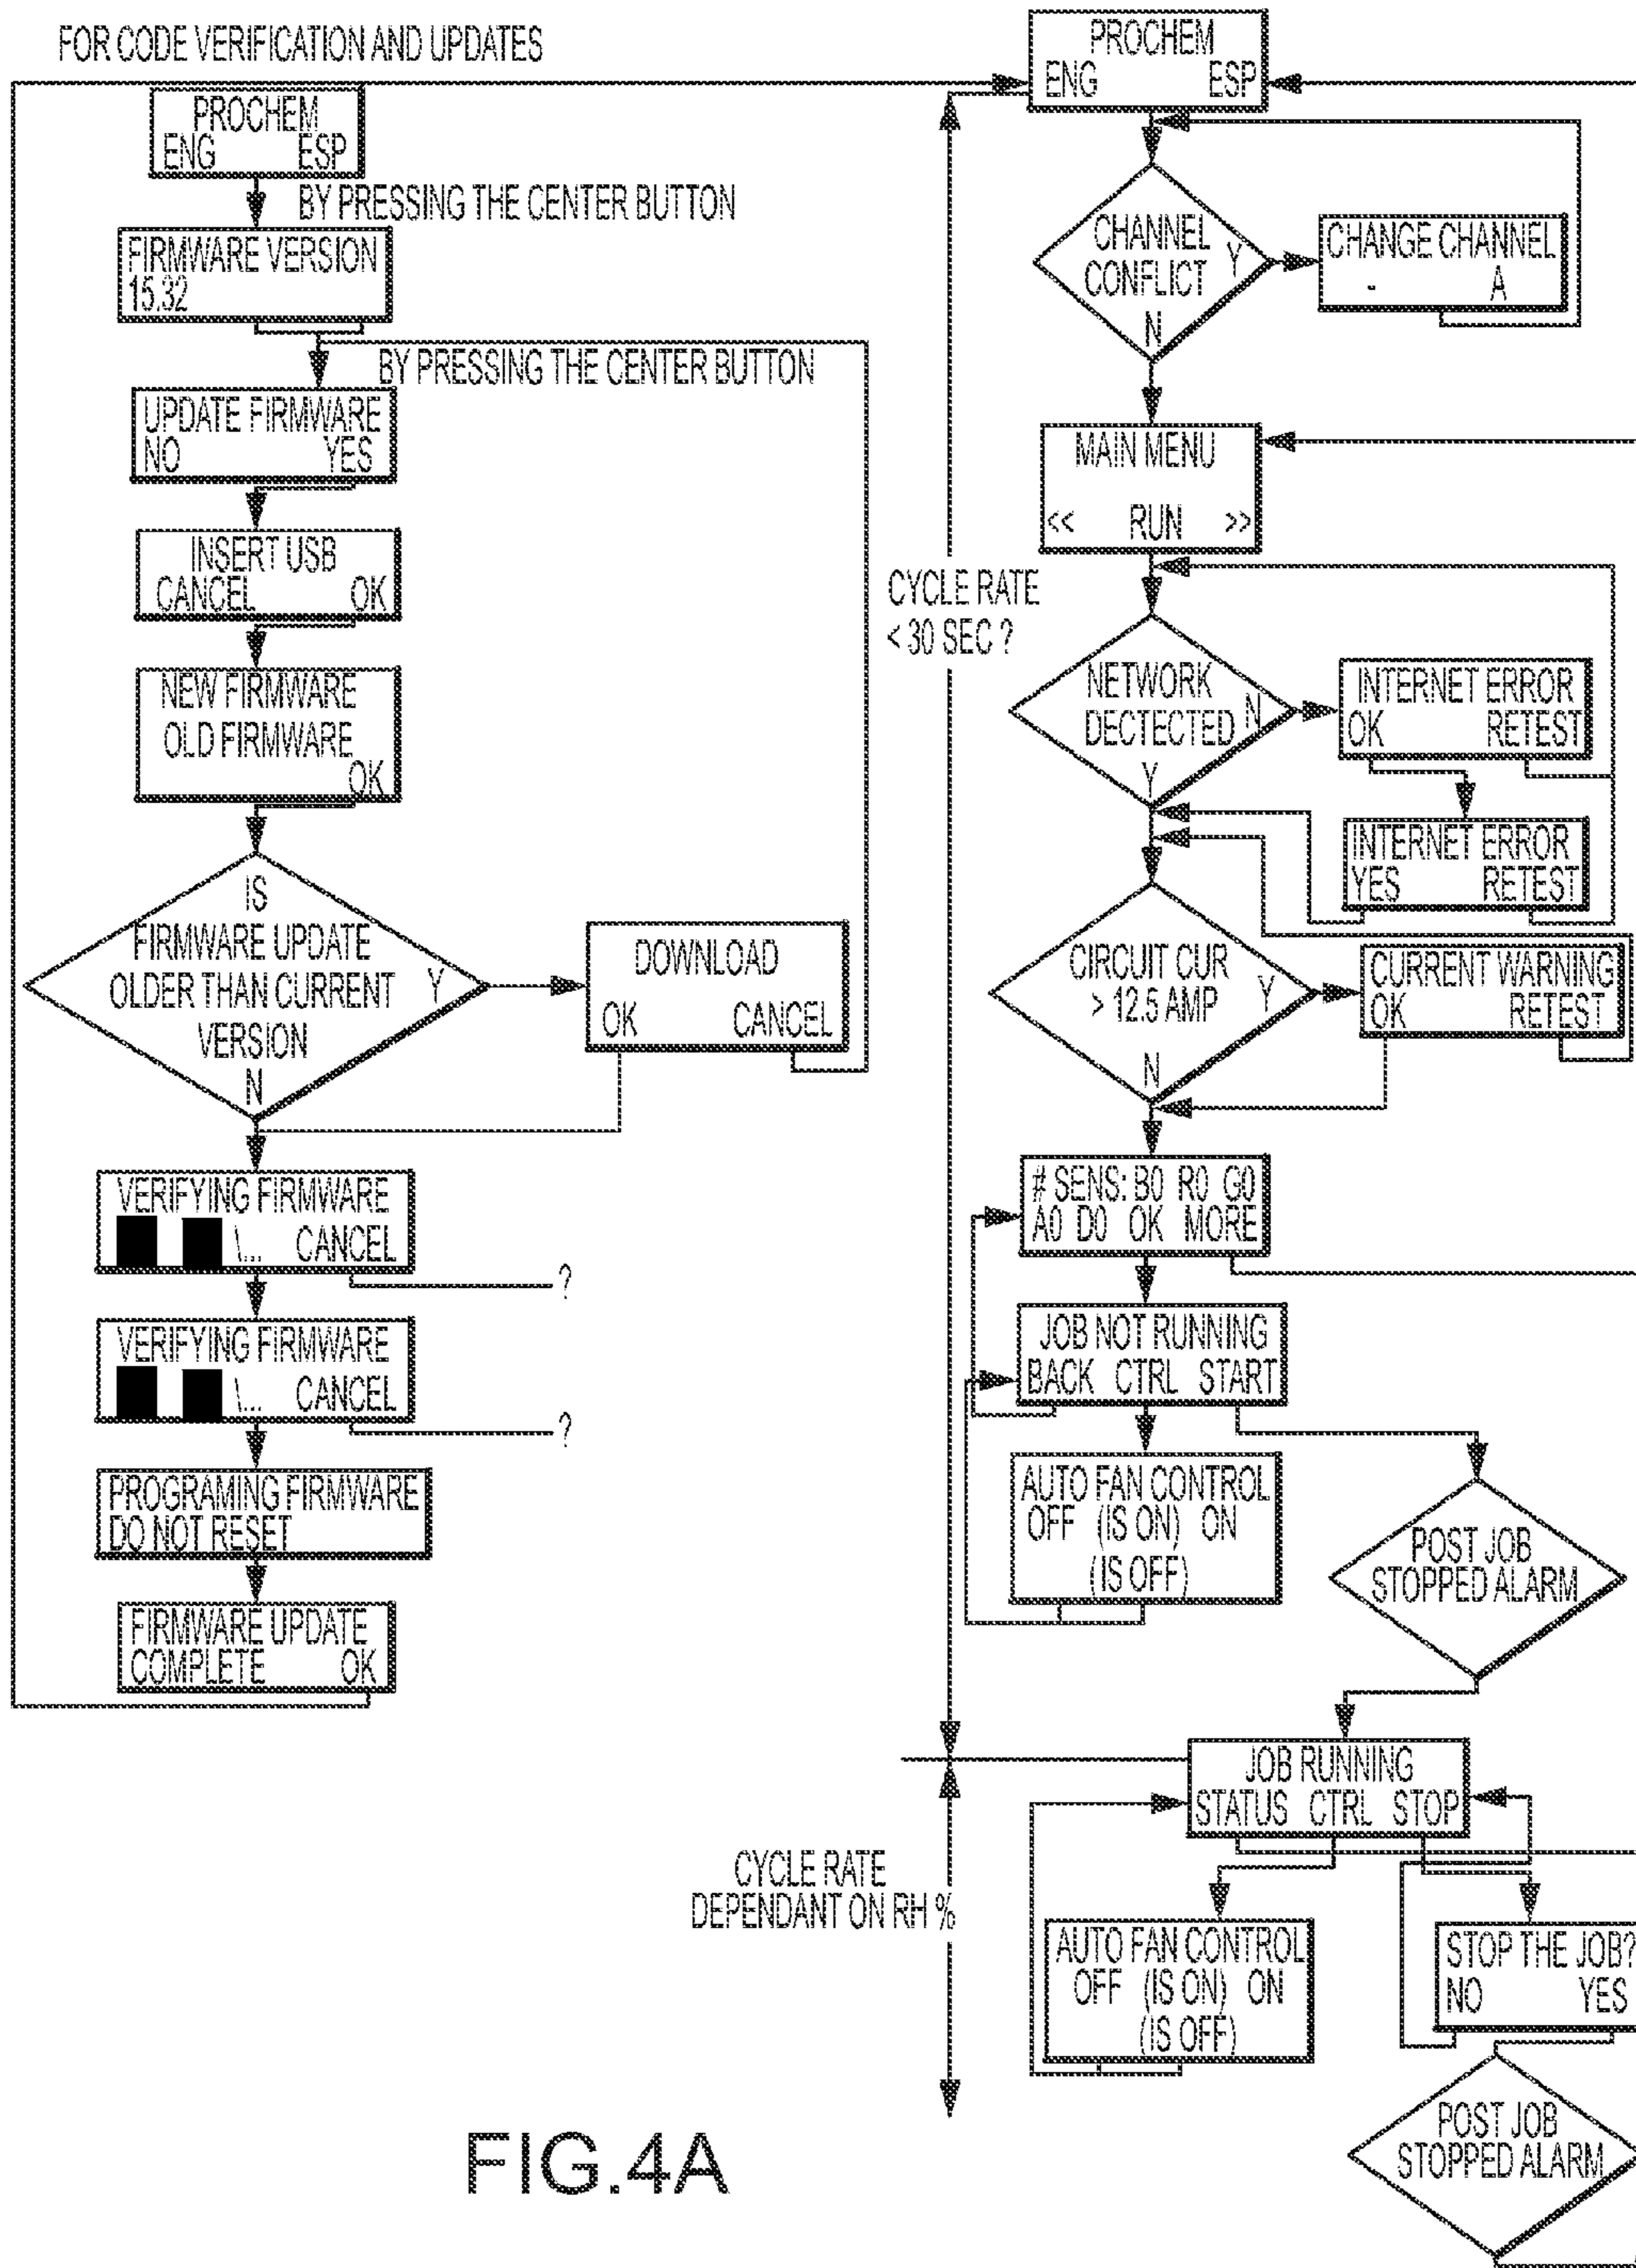 FOR CODE VERIFICATION AND UPDATES
PROCHEM
ENG ESP
BY PRESSING THE CENTER BUTTON
FIRMWARE VERSION
15.32
BY PRESSING THE CENTER BUTTON
UPDATE FIRMWARE
NO YES
INSERT USB
CANCEL OK
NEW FIRMWARE
OLD FIRMWARE
OK
IS
FIRMWARE UPDATE
OLDER THAN CURRENT
VERSION
Y
N
DOWNLOAD
OK CANCEL
VERIFYING FIRMWARE
\... CANCEL
?
VERIFYING FIRMWARE
\... CANCEL
?
PROGRAMING FIRMWARE
DO NOT RESET
FIRMWARE UPDATE
COMPLETE OK
PROCHEM
ENG ESP
CHANNEL
CONFLICT
Y
N
CHANGE CHANNEL
- A
MAIN MENU
<< RUN >>
CYCLE RATE
< 30 SEC ?
NETWORK
DECTECTED
N
Y
INTERNET ERROR
OK RETEST
INTERNET ERROR
YES RETEST
CIRCUIT CUR
> 12.5 AMP
Y
N
CURRENT WARNING
OK RETEST
# SENS: B0 R0 G0
A0 D0 OK MORE
JOB NOT RUNNING
BACK CTRL START
AUTO FAN CONTROL
OFF (IS ON) ON
(IS OFF)
POST JOB
STOPPED ALARM
JOB RUNNING
STATUS CTRL STOP
CYCLE RATE
DEPENDANT ON RH %
AUTO FAN CONTROL
OFF (IS ON) ON
(IS OFF)
STOP THE JOB?
NO YES
POST JOB
STOPPED ALARM
FIG.4A